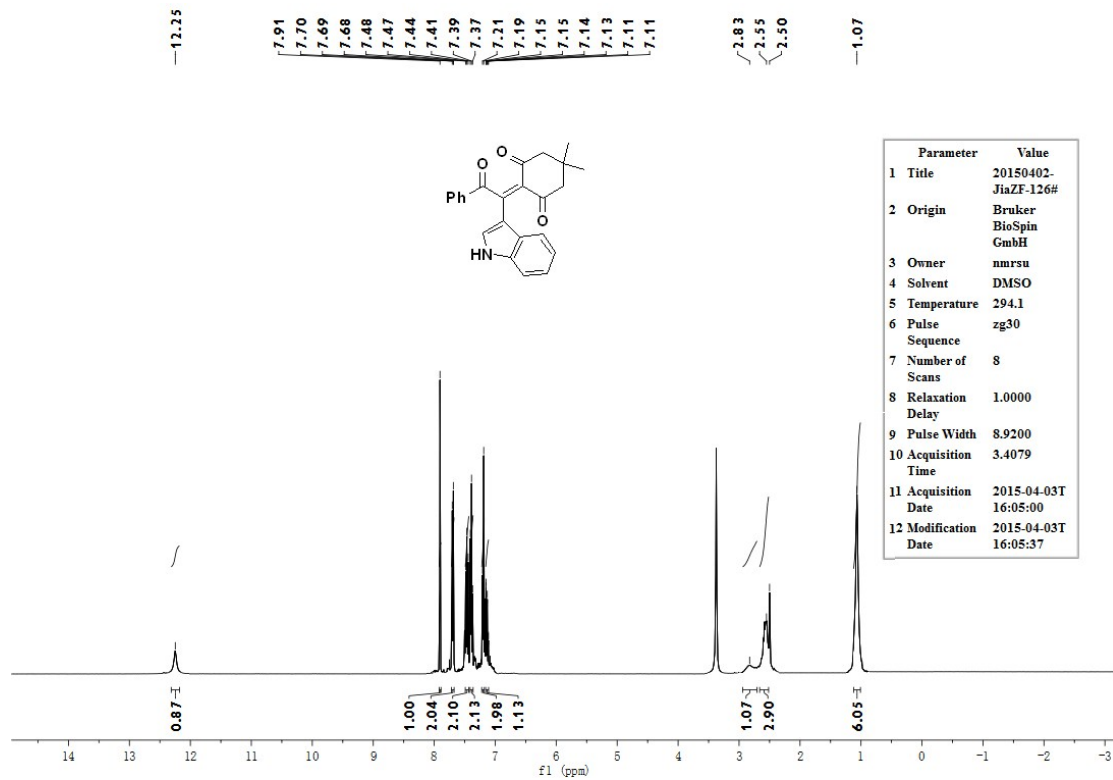 12.25
7.91
7.70
7.69
7.68
7.48
7.47
7.44
7.41
7.39
7.37
7.21
7.19
7.15
7.15
7.14
7.13
7.11
7.11
2.83
2.55
2.50
1.07
O
O
Ph
O
HN
Parameter Value
1 Title 20150402-
JiaZF-126#
2 Origin Bruker
BioSpin
GmbH
3 Owner nmrsu
4 Solvent DMSO
5 Temperature 294.1
6 Pulse zg30
Sequence
7 Number of 8
Scans
8 Relaxation 1.0000
Delay
9 Pulse Width 8.9200
10 Acquisition 3.4079
Time
11 Acquisition 2015-04-03T
Date 16:05:00
12 Modification 2015-04-03T
Date 16:05:37
0.87
1.00
2.04
2.10
2.13
1.98
1.13
1.07
2.90
6.05
14 13 12 11 10 9 8 7 6 5 4 3 2 1 0 -1 -2 -3
f1 (ppm)